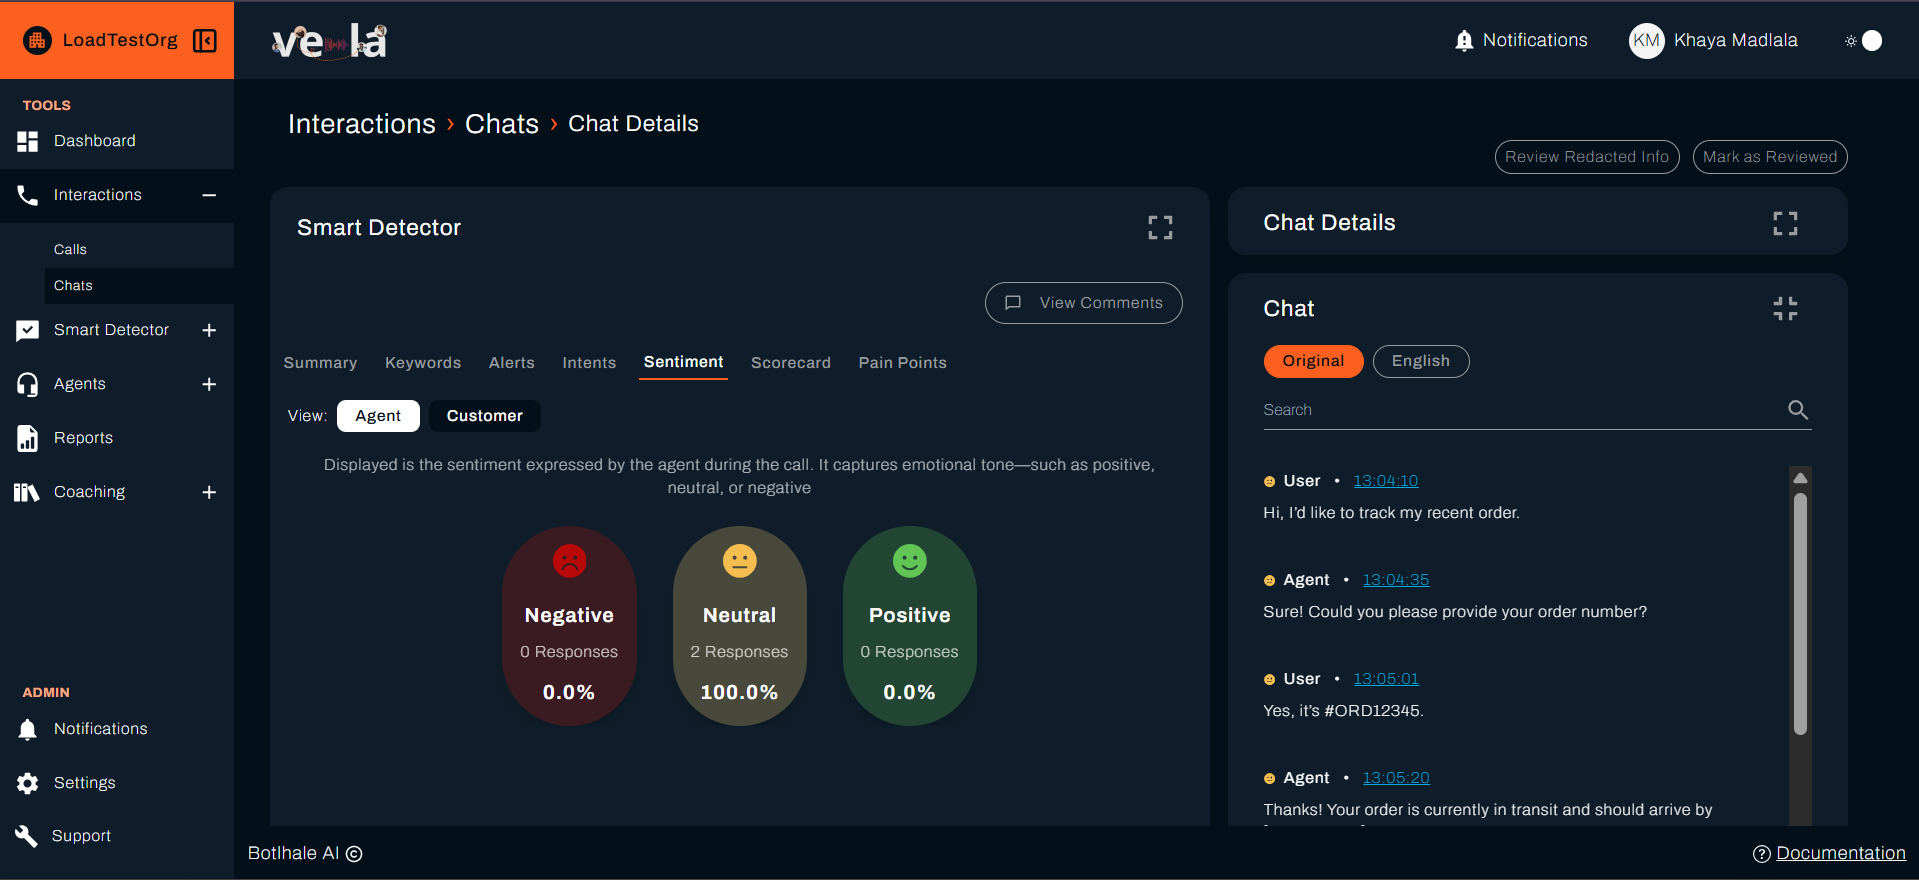 LoadTestOrg
vela
Notifications
KM
Khaya Madlala
TOOLS
Dashboard
Interactions
Calls
Chats
Smart Detector
Agents
Reports
Coaching
ADMIN
Notifications
Settings
Support
Interactions › Chats › Chat Details
Review Redacted Info
Mark as Reviewed
Smart Detector
View Comments
Summary Keywords Alerts Intents Sentiment Scorecard Pain Points
View: Agent Customer
Displayed is the sentiment expressed by the agent during the call. It captures emotional tone—such as positive,
neutral, or negative
Negative
0 Responses
0.0%
Neutral
2 Responses
100.0%
Positive
0 Responses
0.0%
Chat Details
Chat
Original English
Search
User • 13:04:10
Hi, I'd like to track my recent order.
Agent • 13:04:35
Sure! Could you please provide your order number?
User • 13:05:01
Yes, it's #ORD12345.
Agent • 13:05:20
Thanks! Your order is currently in transit and should arrive by
Botlhale AI ©
Documentation